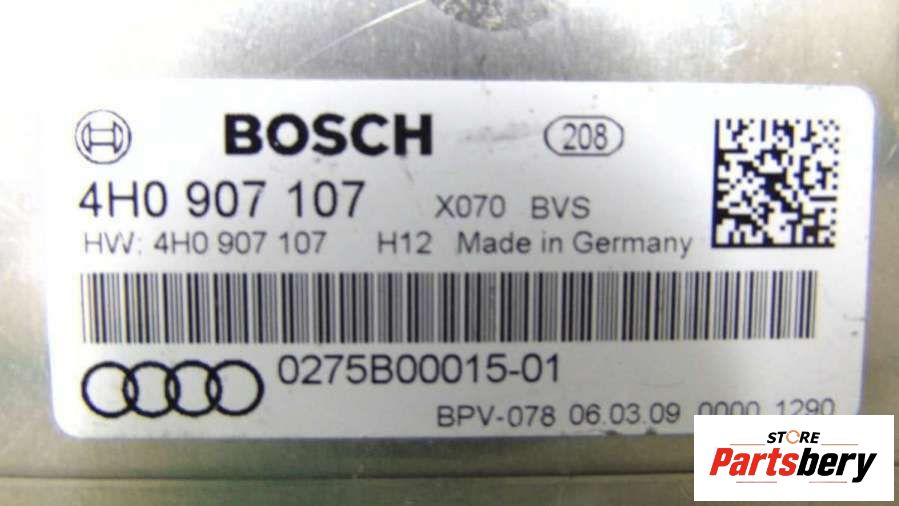 BOSCH 208
4H0 907 107 X070 BVS
HW: 4H0 907 107 H12 Made in Germany
0275B00015-01
BPV-078 06.03.09 0000 1290
STORE
Partsbery